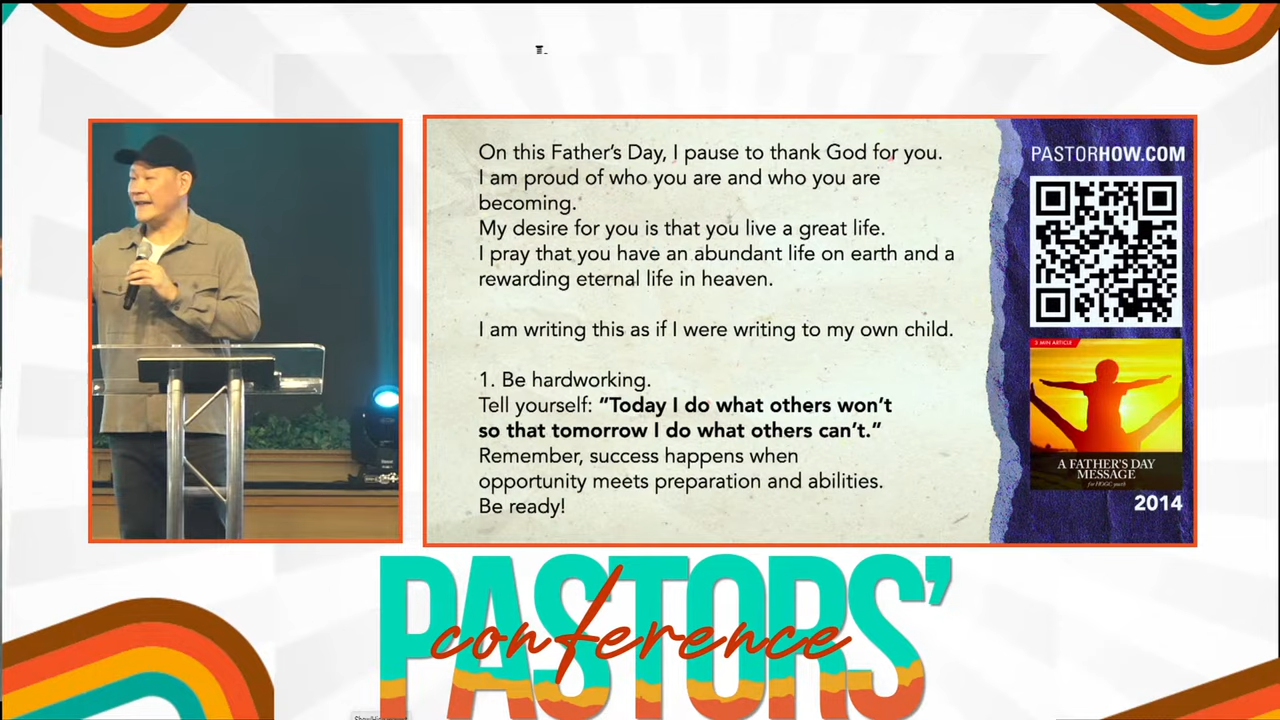 On this Father's Day, I pause to thank God for you.
I am proud of who you are and who you are
becoming.
My desire for you is that you live a great life.
I pray that you have an abundant life on earth and a
rewarding eternal life in heaven.
I am writing this as if I were writing to my own child.
1. Be hardworking.
Tell yourself: “Today I do what others won’t
so that tomorrow I do what others can’t.“
Remember, success happens when
opportunity meets preparation and abilities.
Be ready!
PASTORHOW.COM
3 MIN ARTICLE
A FATHER'S DAY
MESSAGE
for HOGC youth
2014
PASTORS’
conference